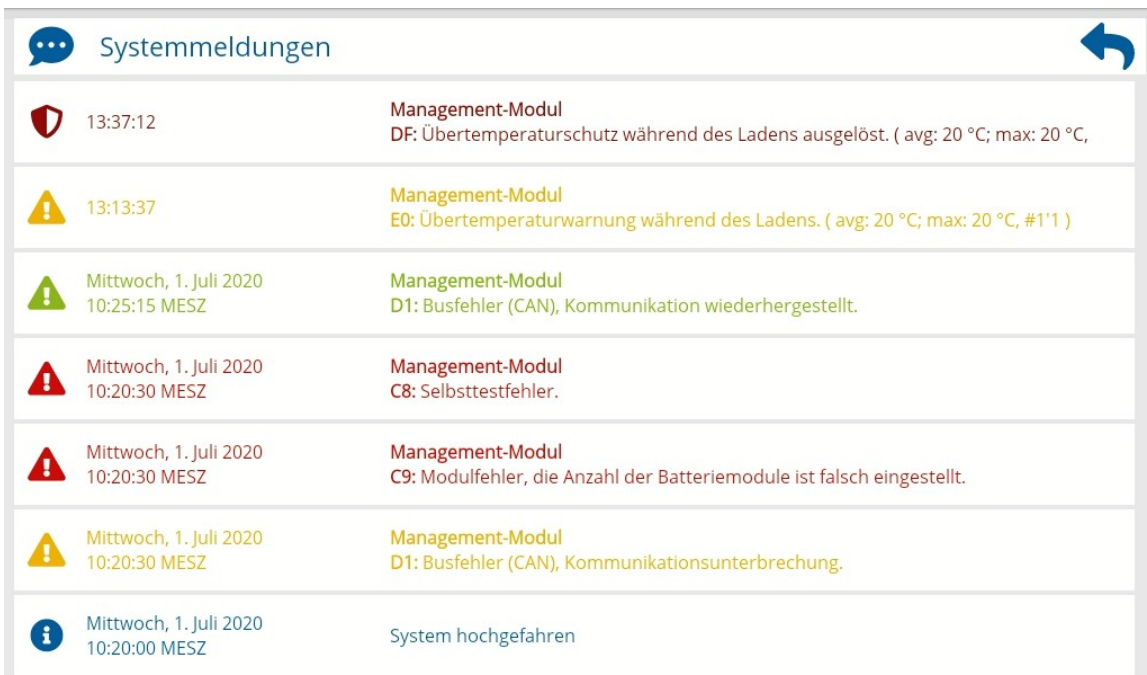 Systemmeldungen
13:37:12
Management-Modul
DF: Übertemperaturschutz während des Ladens ausgelöst. ( avg: 20 °C; max: 20 °C,
13:13:37
Management-Modul
E0: Übertemperaturwarnung während des Ladens. ( avg: 20 °C; max: 20 °C, #1'1 )
Mittwoch, 1. Juli 2020
10:25:15 MESZ
Management-Modul
D1: Busfehler (CAN), Kommunikation wiederhergestellt.
Mittwoch, 1. Juli 2020
10:20:30 MESZ
Management-Modul
C8: Selbsttestfehler.
Mittwoch, 1. Juli 2020
10:20:30 MESZ
Management-Modul
C9: Modulfehler, die Anzahl der Batteriemodule ist falsch eingestellt.
Mittwoch, 1. Juli 2020
10:20:30 MESZ
Management-Modul
D1: Busfehler (CAN), Kommunikationsunterbrechung.
Mittwoch, 1. Juli 2020
10:20:00 MESZ
System hochgefahren